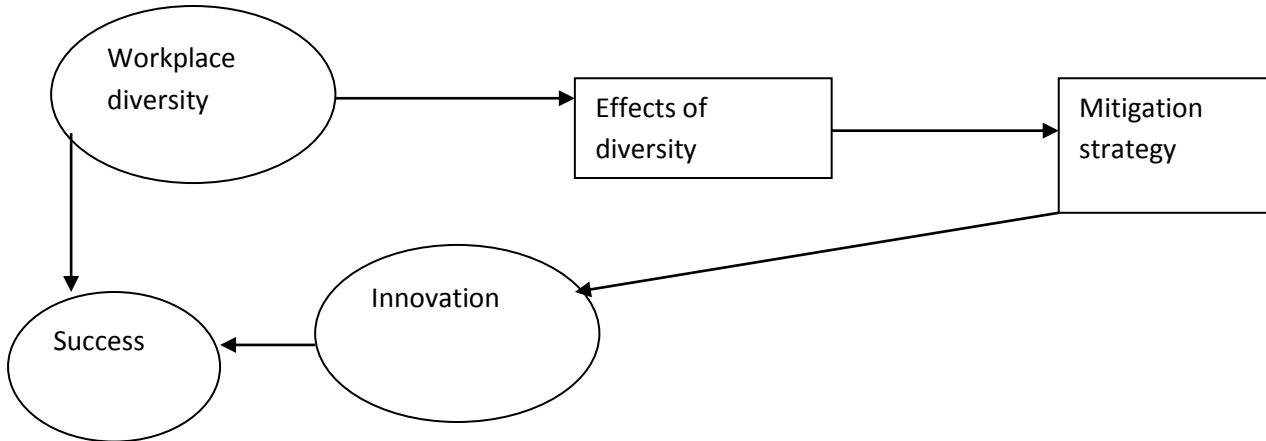 Workplace
diversity
Effects of
diversity
Mitigation
strategy
Innovation
Success